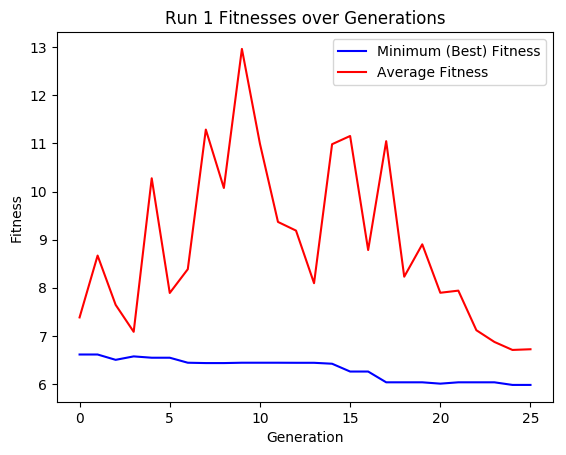 Run 1 Fitnesses over Generations
Minimum (Best) Fitness
Average Fitness
13
12
11
10
9
8
7
6
Fitness
0 5 10 15 20 25
Generation